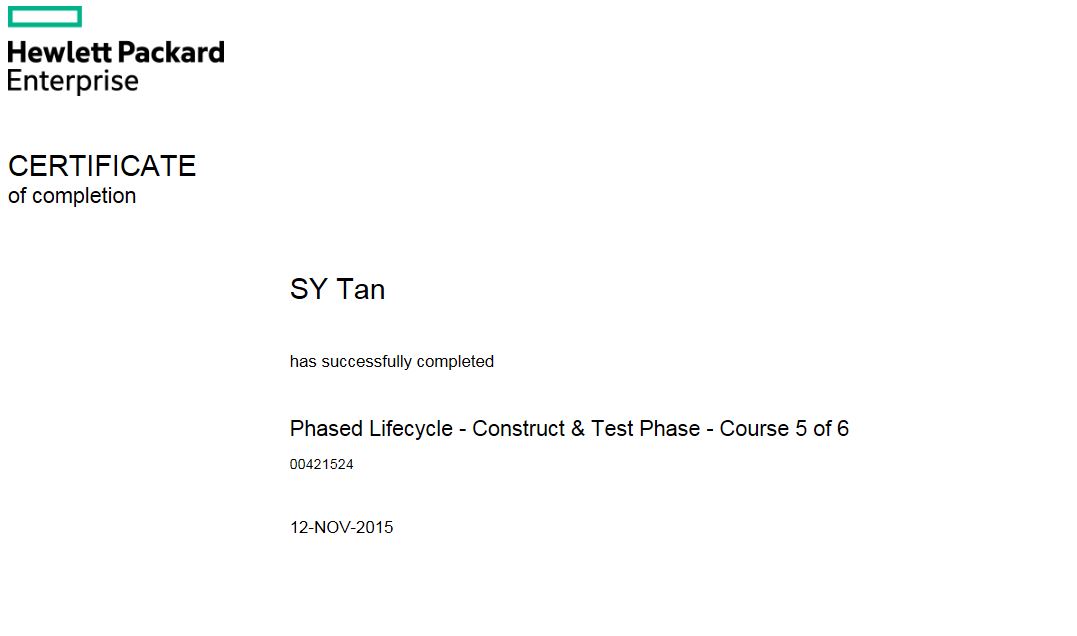 Hewlett Packard
Enterprise
CERTIFICATE
of completion
SY Tan
has successfully completed
Phased Lifecycle - Construct & Test Phase - Course 5 of 6
00421524
12-NOV-2015